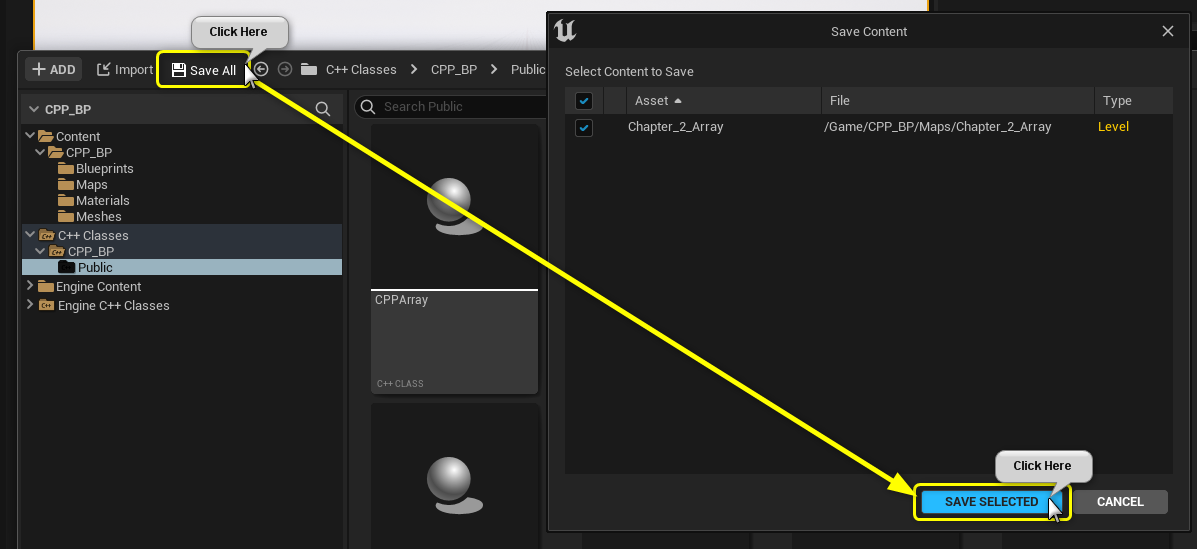 Click Here
ADD
Import
Save All
C++ Classes
CPP_BP
Public
CPP_BP
Search Public
Content
CPP_BP
Blueprints
Maps
Materials
Meshes
C++ Classes
CPP_BP
Public
Engine Content
Engine C++ Classes
CPPArray
C++ CLASS
Save Content
Select Content to Save
Asset File Type
Chapter_2_Array /Game/CPP_BP/Maps/Chapter_2_Array Level
Click Here
SAVE SELECTED
CANCEL